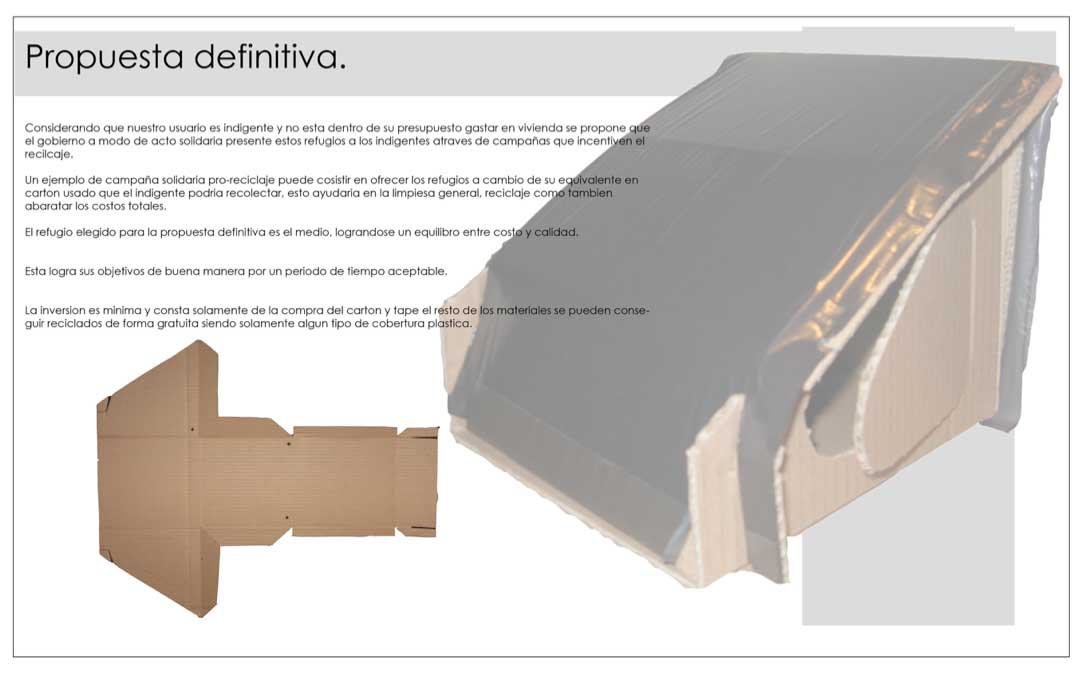 Propuesta definitiva.
Considerando que nuestro usuario es indigente y no esta dentro de su presupuesto gastar en vivienda se propone que
el gobierno a modo de acto solidaria presente estos refugios a los indigentes atraves de campañas que incentiven el
recilcaje.
Un ejemplo de campaña solidaria pro-reciclaje puede cosistir en ofrecer los refugios a cambio de su equivalente en
carton usado que el indigente podria recolectar, esto ayudaria en la limpiesa general, reciclaje como tambien
abaratar los costos totales.
El refugio elegido para la propuesta definitiva es el medio, lograndose un equilibro entre costo y calidad.
Esta logra sus objetivos de buena manera por un periodo de tiempo aceptable.
La inversion es minima y consta solamente de la compra del carton y tape el resto de los materiales se pueden conse-
guir reciclados de forma gratuita siendo solamente algun tipo de cobertura plastica.